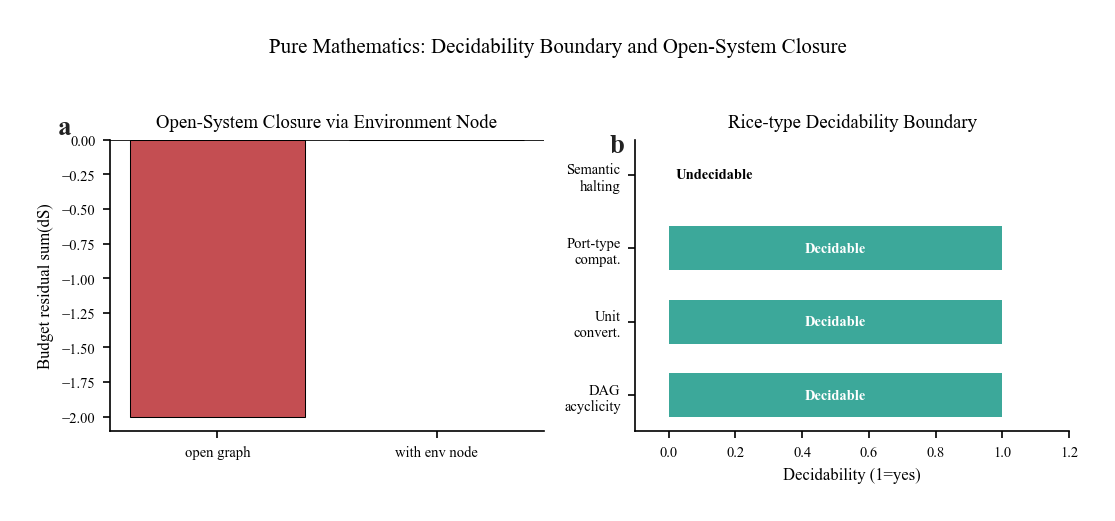 Pure Mathematics: Decidability Boundary and Open-System Closure
a
Open-System Closure via Environment Node
Budget residual sum(dS)
0.00
−0.25
−0.50
−0.75
−1.00
−1.25
−1.50
−1.75
−2.00
open graph
with env node
b
Rice-type Decidability Boundary
Semantic
halting
Undecidable
Port-type
compat.
Decidable
Unit
convert.
Decidable
DAG
acyclicity
Decidable
0.0
0.2
0.4
0.6
0.8
1.0
1.2
Decidability (1=yes)